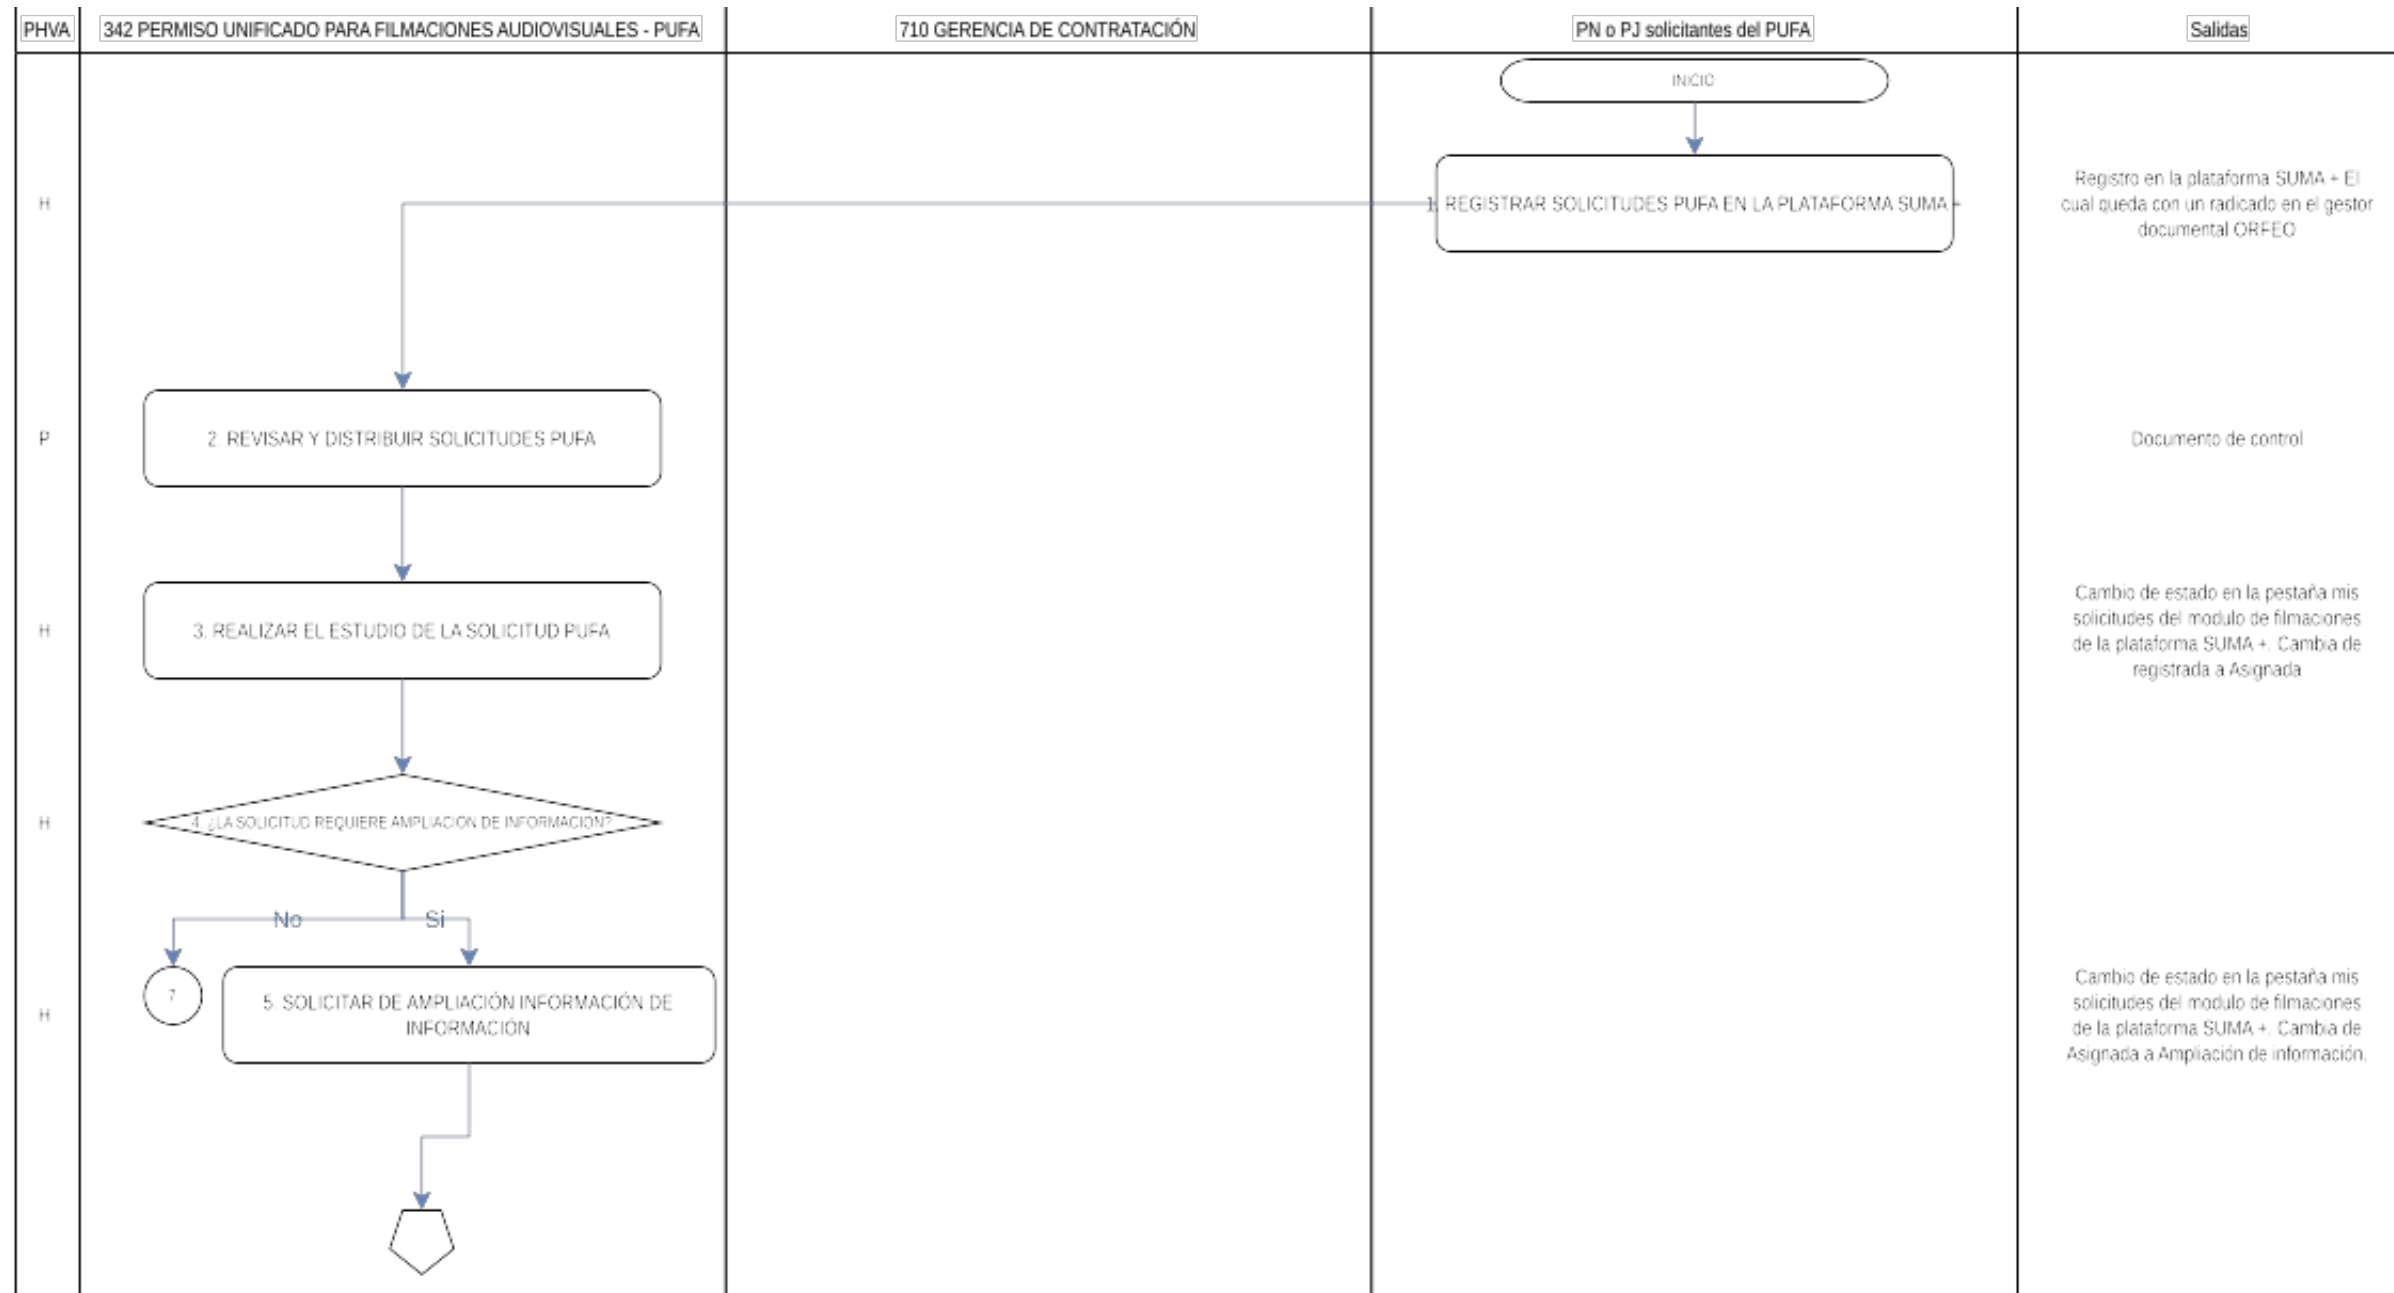 PHVA
342 PERMISO UNIFICADO PARA FILMACIONES AUDIOVISUALES - PUFA
710 GERENCIA DE CONTRATACIÓN
PN o PJ solicitantes del PUFA
Salidas
INICIO
H
1. REGISTRAR SOLICITUDES PUFA EN LA PLATAFORMA SUMA +
Registro en la plataforma SUMA + El
cual queda con un radicado en el gestor
documental ORFEO
P
2. REVISAR Y DISTRIBUIR SOLICITUDES PUFA
Documento de control
H
3. REALIZAR EL ESTUDIO DE LA SOLICITUD PUFA
Cambio de estado en la pestaña mis
solicitudes del modulo de filmaciones
de la plataforma SUMA +. Cambia de
registrada a Asignada
H
4. ¿LA SOLICITUD REQUIERE AMPLIACIÓN DE INFORMACIÓN?
No
Si
H
7
5. SOLICITAR DE AMPLIACIÓN INFORMACIÓN DE
INFORMACIÓN
Cambio de estado en la pestaña mis
solicitudes del modulo de filmaciones
de la plataforma SUMA +. Cambia de
Asignada a Ampliación de información.